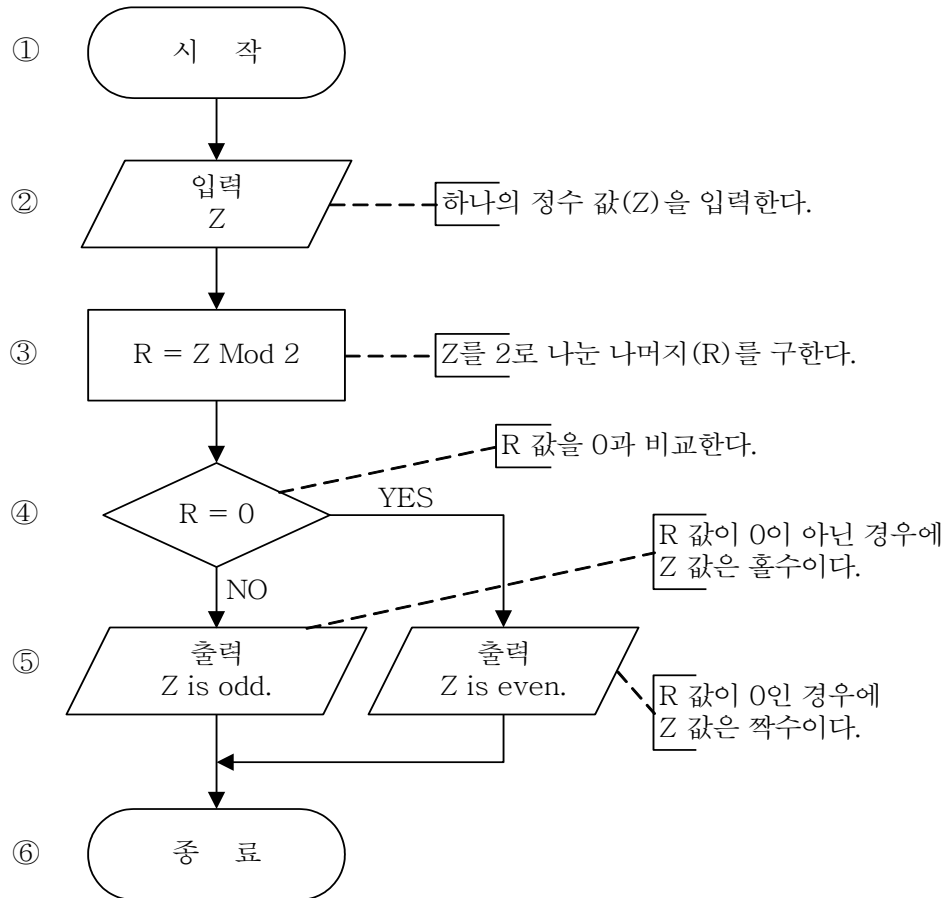 ①
시 작
②
입력
Z
하나의 정수 값(Z)을 입력한다.
③
R = Z Mod 2
Z를 2로 나눈 나머지(R)를 구한다.
R 값을 0과 비교한다.
④
R = 0
YES
NO
R 값이 0이 아닌 경우에
Z 값은 홀수이다.
⑤
출력
Z is odd.
출력
Z is even.
R 값이 0인 경우에
Z 값은 짝수이다.
⑥
종 료